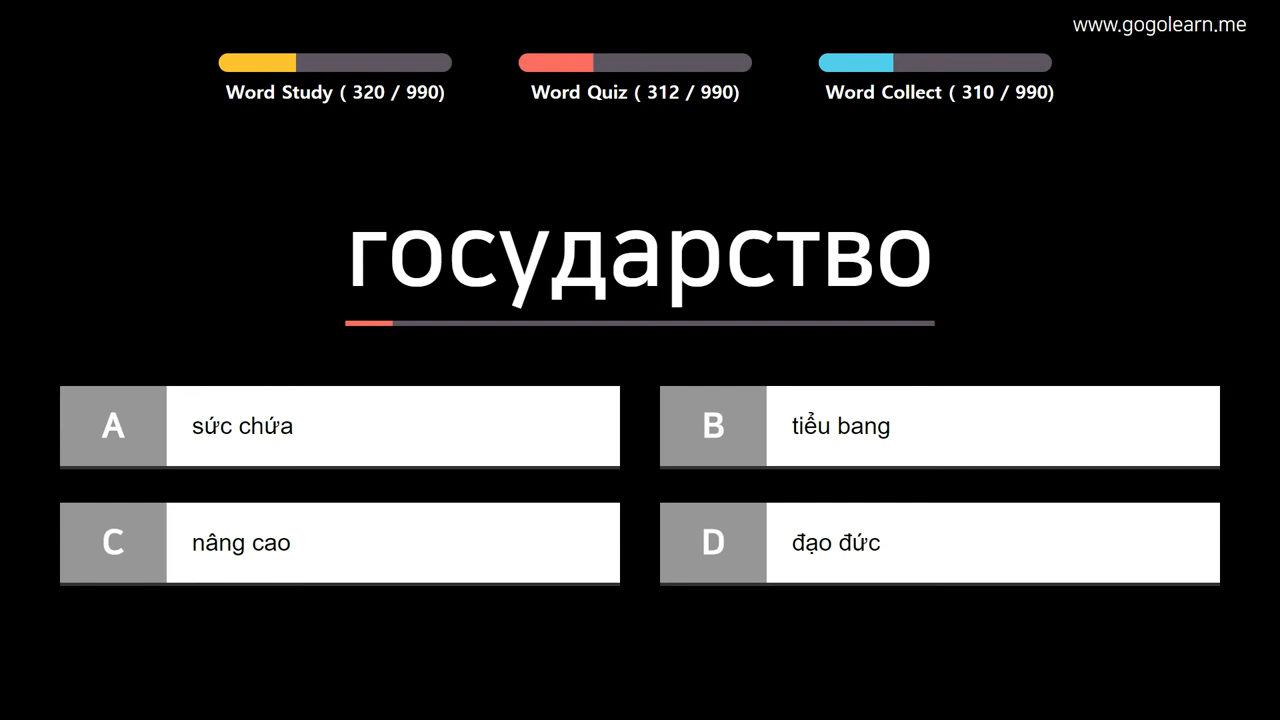 www.gogolearn.me
Word Study ( 320 / 990)
Word Quiz ( 312 / 990)
Word Collect ( 310 / 990)
государство
A sức chứa
B tiểu bang
C nâng cao
D đạo đức